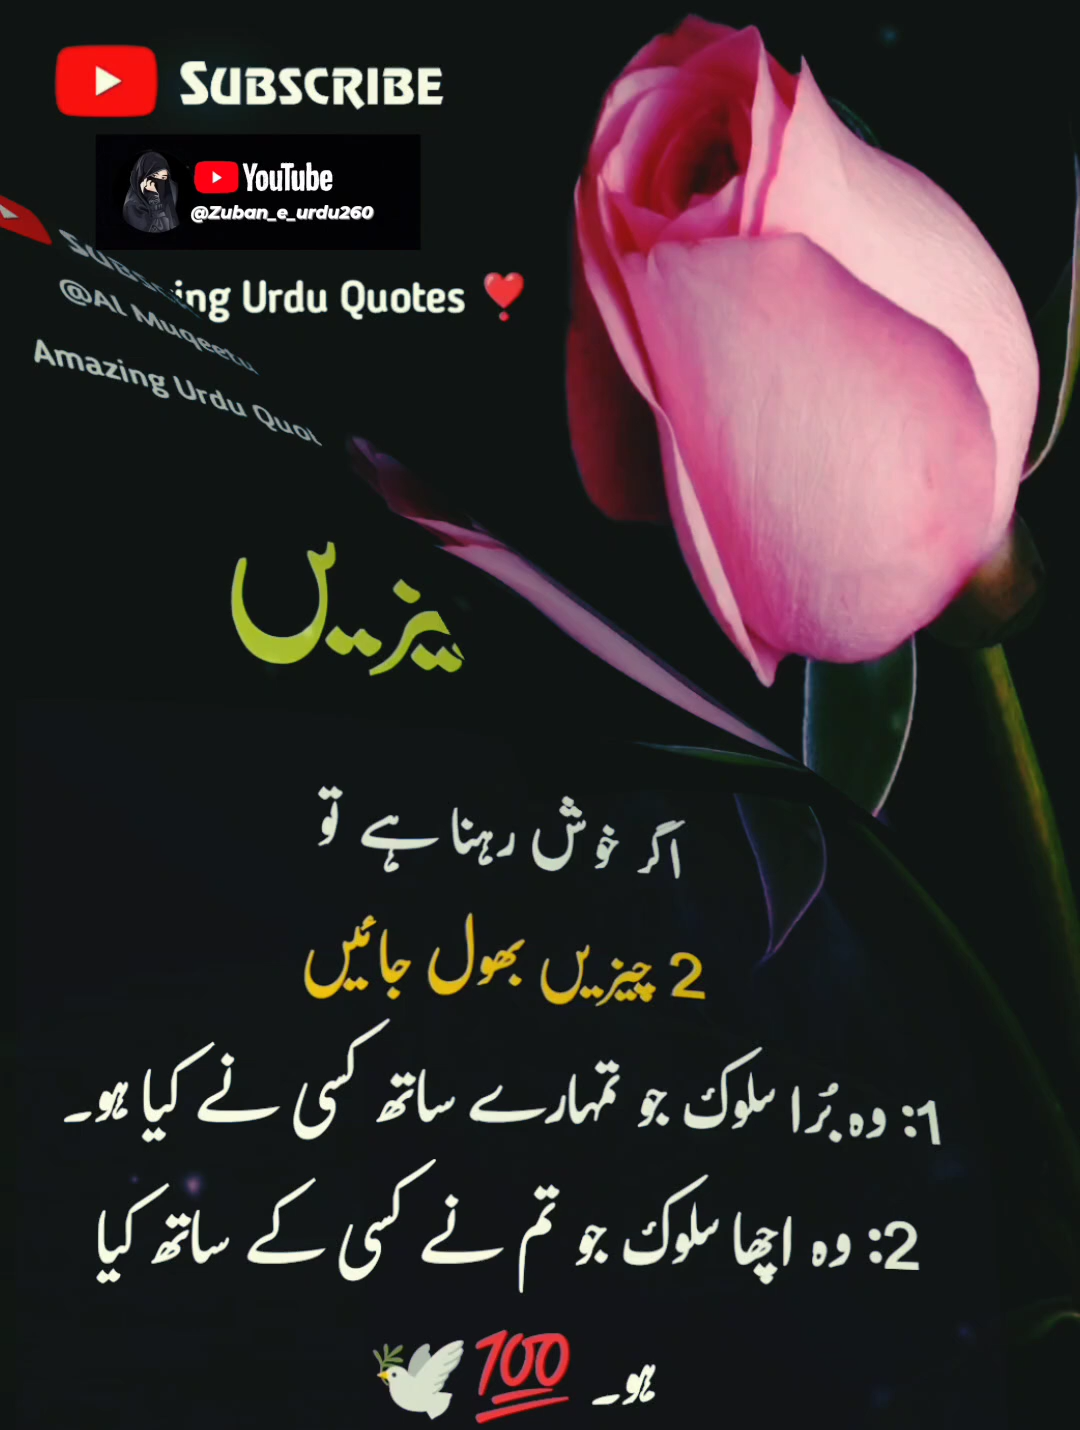 SUBSCRIBE
YouTube
@Zuban_e_urdu260
ing Urdu Quotes ❣️
@Al
Amazing Urdu
یزیں
اگر خوش رہنا ہے تو
2 چیزیں بھول جائیں
1: وہ بُرا سلوک جو تمہارے ساتھ کسی نے کیا ہو۔
2: وہ اچھا سلوک جو تم نے کسی کے ساتھ کیا
ہو۔ 💯 🕊️